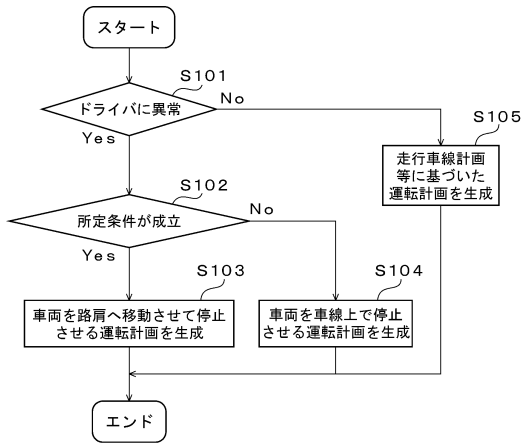 スタート
S101
ドライバに異常
No
Yes
S105
走行車線計画
等に基づいた
運転計画を生成
S102
所定条件が成立
No
Yes
S103
車両を路肩へ移動させて停止
させる運転計画を生成
S104
車両を車線上で停止
させる運転計画を生成
エンド